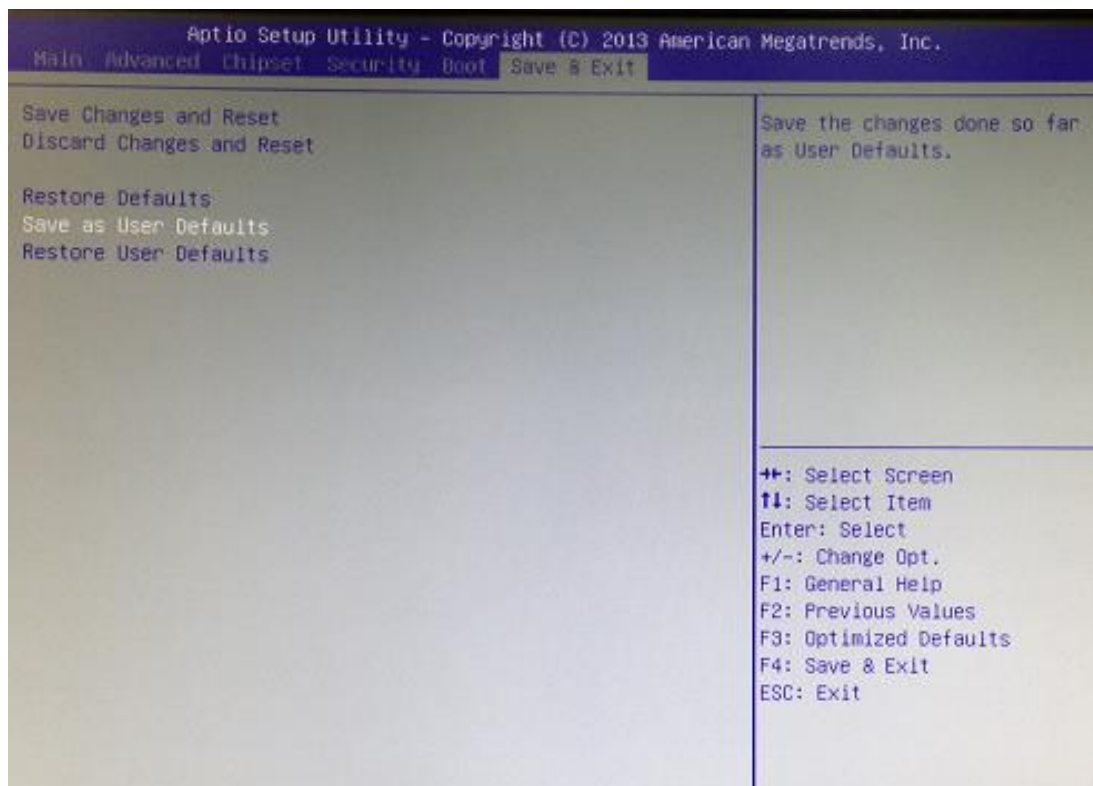 Aptio Setup Utility - Copyright (C) 2013 American Megatrends, Inc.
Main Advanced Chipset Security Boot Save & Exit
Save Changes and Reset
Discard Changes and Reset
Restore Defaults
Save as User Defaults
Restore User Defaults
Save the changes done so far
as User Defaults.
→←: Select Screen
↑↓: Select Item
Enter: Select
+/-: Change Opt.
F1: General Help
F2: Previous Values
F3: Optimized Defaults
F4: Save & Exit
ESC: Exit